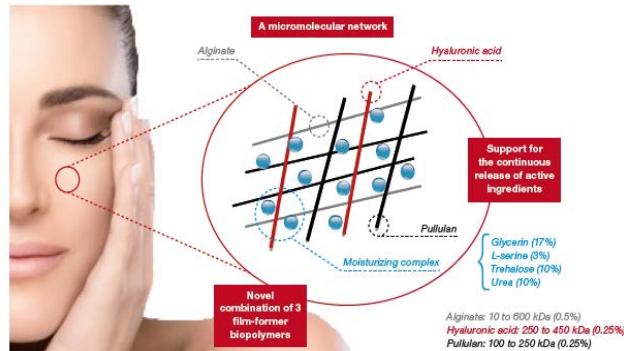 A micromolecular network
Alginate
Hyaluronic acid
Support for
the continuous
release of active
ingredients
Pullulan
Glycerin (17%)
L-serine (3%)
Trehalose (10%)
Urea (10%)
Moisturizing complex
Novel
combination of 3
film-former
biopolymers
Alginate: 10 to 600 kDa (0.5%)
Hyaluronic acid: 250 to 450 kDa (0.25%)
Pullulan: 100 to 250 kDa (0.25%)